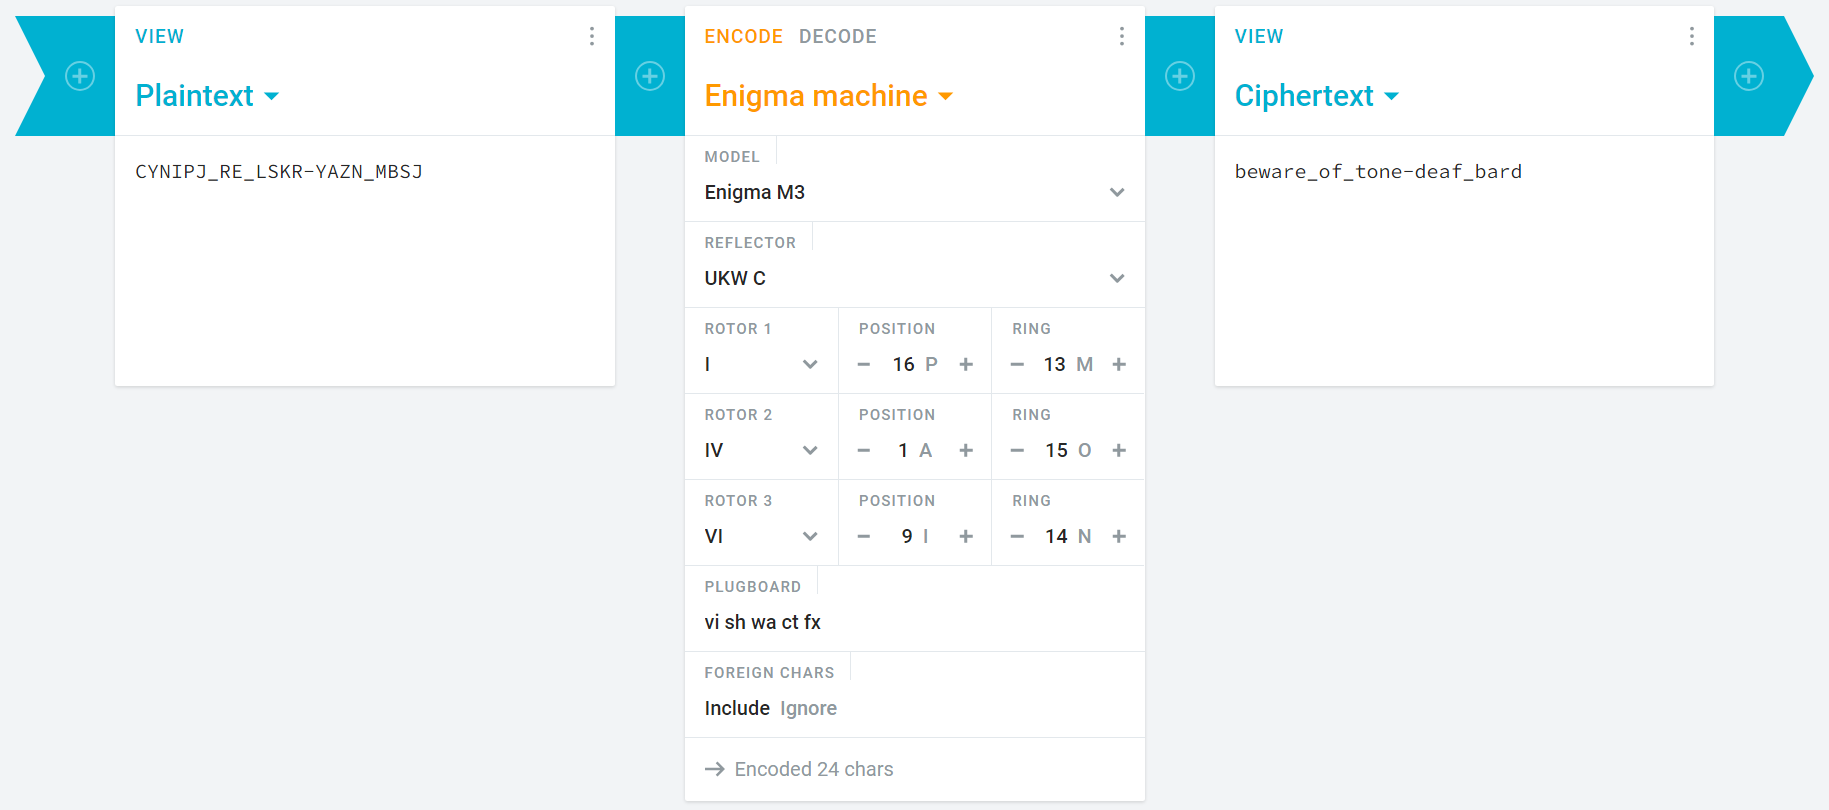 VIEW
Plaintext
CYNIPJ_RE_LSKR-YAZN_MBSJ
ENCODE DECODE
Enigma machine
MODEL
Enigma M3
REFLECTOR
UKW C
ROTOR 1 POSITION RING
I 16 P 13 M
ROTOR 2 POSITION RING
IV 1 A 15 O
ROTOR 3 POSITION RING
VI 9 I 14 N
PLUGBOARD
vi sh wa ct fx
FOREIGN CHARS
Include Ignore
→ Encoded 24 chars
VIEW
Ciphertext
beware_of_tone-deaf_bard